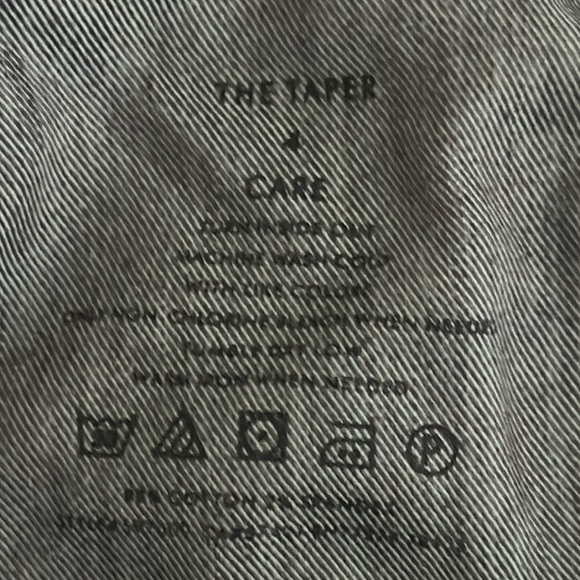 THE TAPER
4
CARE
TURN INSIDE OUT
MACHINE WASH COLD
WITH LIKE COLORS
ONLY NON-CHLORINE BLEACH WHEN NEEDED
TUMBLE DRY LOW
WARM IRON WHEN NEEDED
30 P
98% COTTON 2% SPANDEX